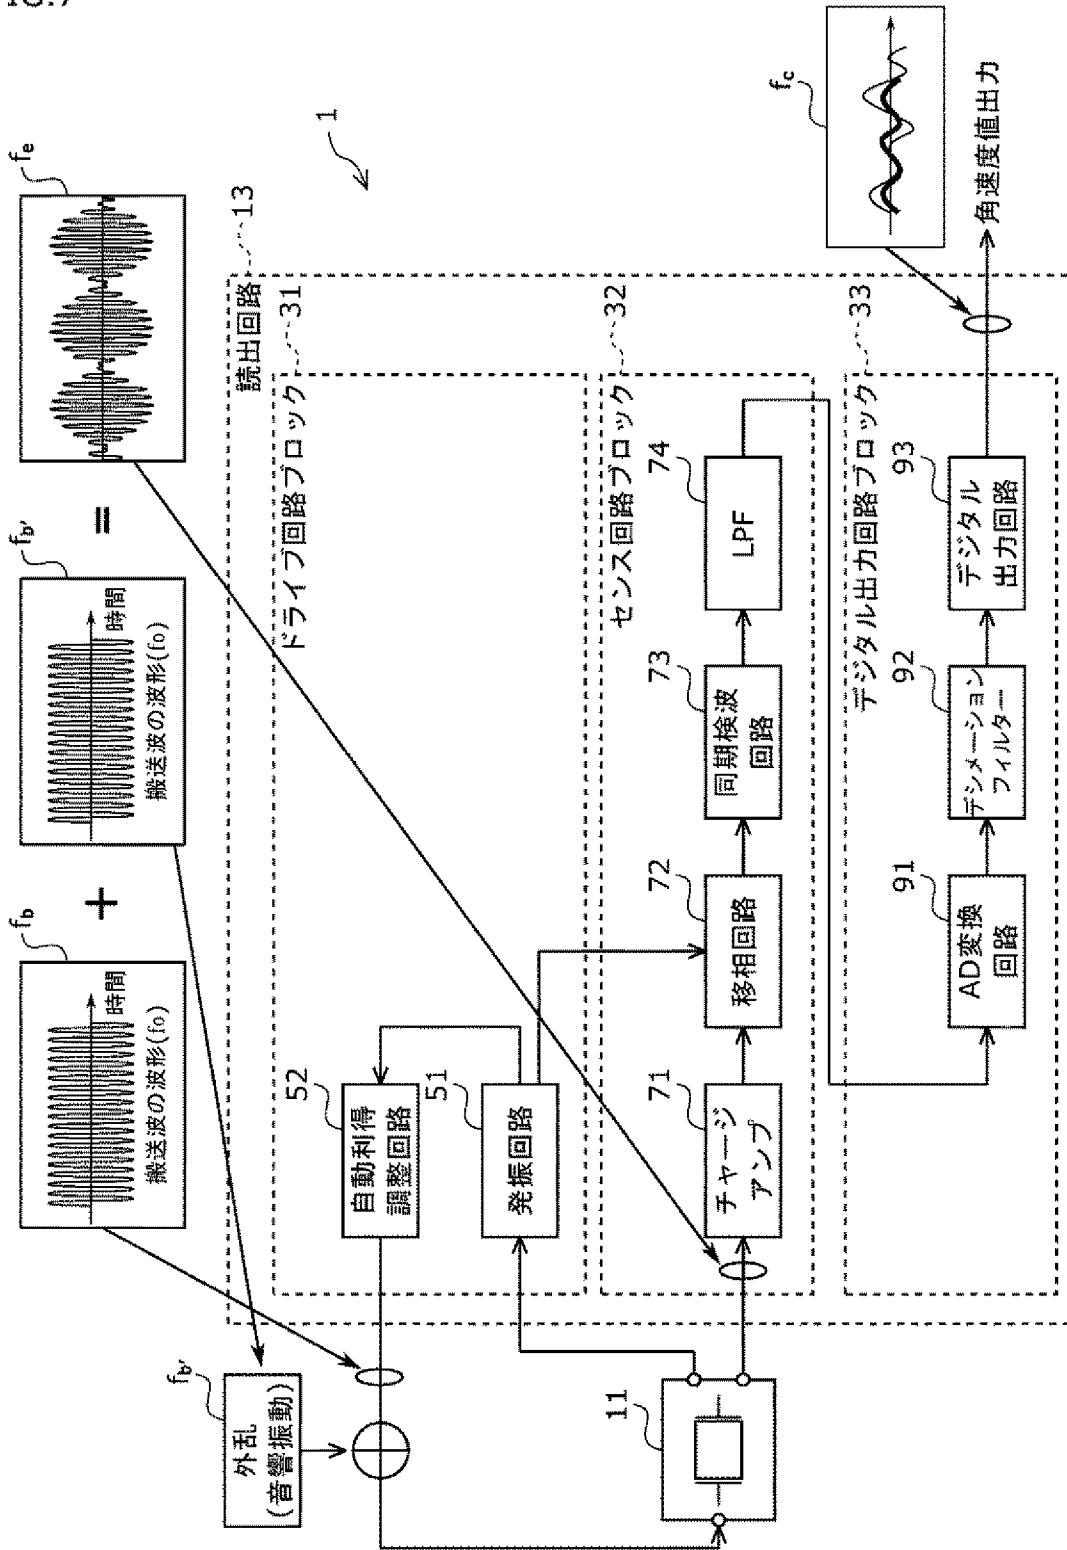 fb
搬送波の波形(fo)
時間
+
fb'
搬送波の波形(fo)
時間
=
fe
1
fb'
外乱
(音響振動)
読出回路
13
ドライブ回路ブロック
31
52
自動利得
調整回路
51
発振回路
センス回路ブロック
32
71
チャージ
アンプ
72
移相回路
73
同期検波
回路
74
LPF
11
デジタル出力回路ブロック
33
91
AD変換
回路
92
デシメーション
フィルター
93
デジタル
出力回路
fc
角速度値出力